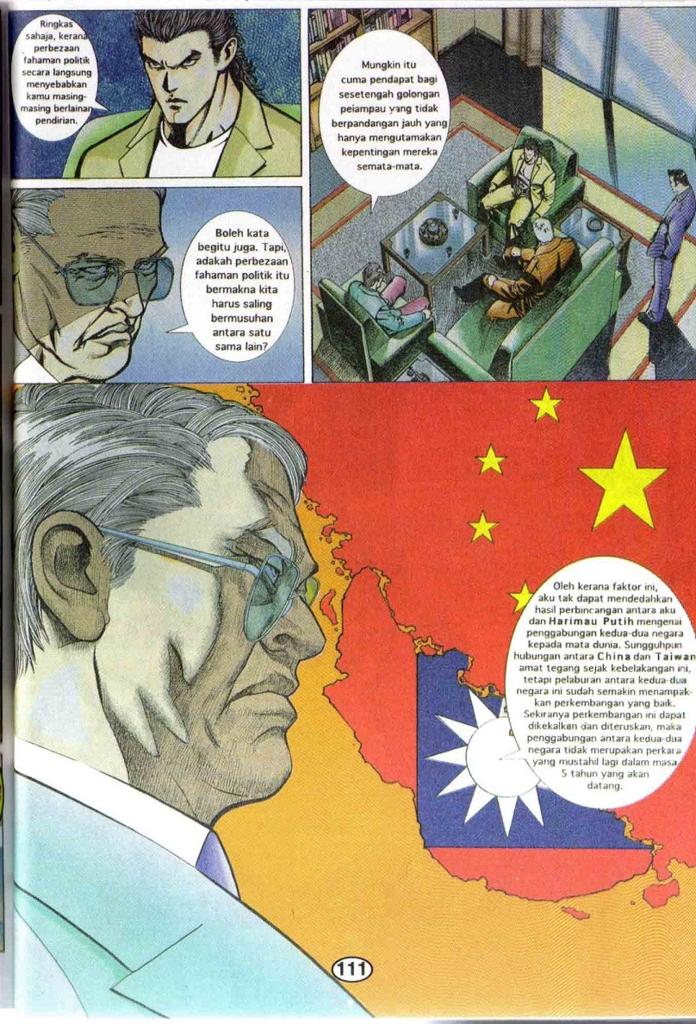 Ringkas
sahaja, kerana
perbezaan
fahaman politik
secara langsung
menyebabkan
kamu masing-
masing berlainan
pendirian.
Mungkin itu
cuma pendapat bagi
sesetengah golongan
peiampau yang tidak
berpandangan jauh yang
hanya mengutamakan
kepentingan mereka
semata-mata.
Boleh kata
begitu juga. Tapi,
adakah perbezaan
fahaman politik itu
bermakna kita
harus saling
bermusuhan
antara satu
sama lain?
Oleh kerana faktor ini,
aku tak dapat mendedahkan
hasil perbincangan antara aku
dan Harimau Putih mengenai
penggabungan kedua-dua negara
kepada mata dunia. Sungguhpun
hubungan antara China dan Taiwan
amat tegang sejak kebelakangan ini,
tetapi pelaburan antara kedua-dua
negara ini sudah semakin menampak-
kan perkembangan yang baik.
Sekiranya perkembangan ini dapat
dikekalkan dan diteruskan, maka
penggabungan antara kedua-dua
negara tidak merupakan perkara
yang mustahil lagi dalam masa
5 tahun yang akan
datang.
111